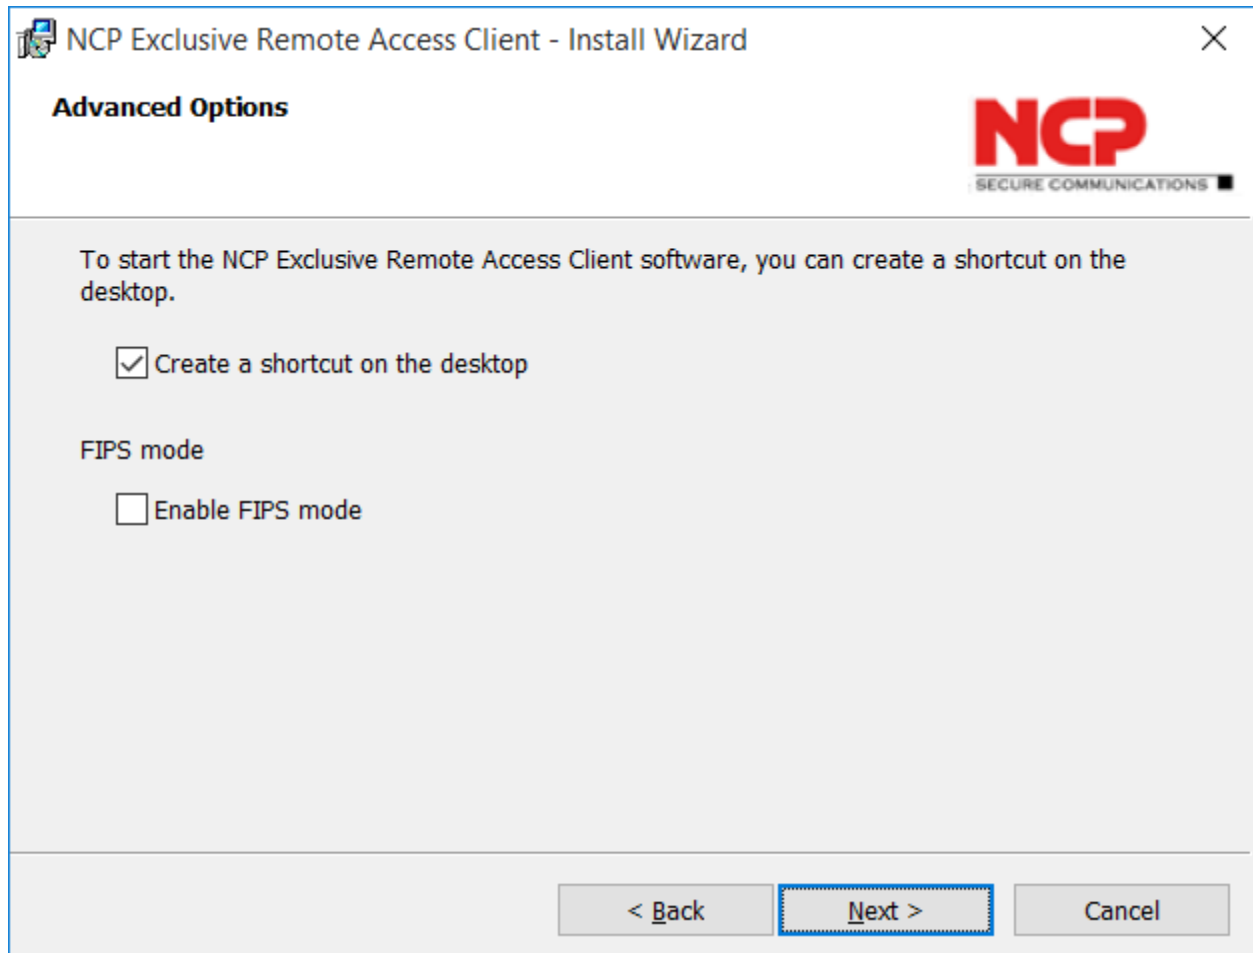 NCP Exclusive Remote Access Client - Install Wizard
Advanced Options
NCP
SECURE COMMUNICATIONS
To start the NCP Exclusive Remote Access Client software, you can create a shortcut on the
desktop.
Create a shortcut on the desktop
FIPS mode
Enable FIPS mode
< Back
Next >
Cancel